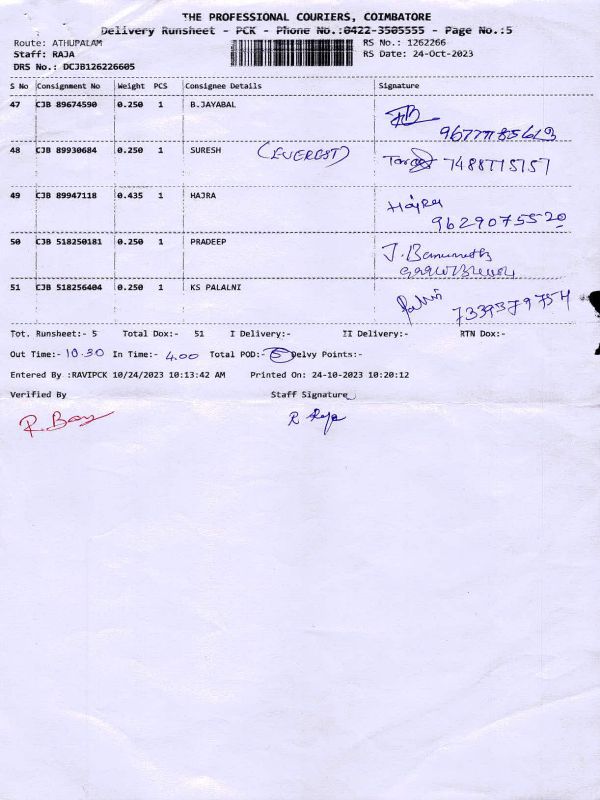 THE PROFESSIONAL COURIERS, COIMBATORE
Delivery Runsheet - PCK - Phone No.:0422-3505555 - Page No.:5
Route: ATHUPALAM RS No.: 1262266
Staff: RAJA RS Date: 24-Oct-2023
DRS No.: DCJB126226605
S No Consignment No Weight PCS Consignee Details Signature
47 CJB 89674590 0.250 1 B.JAYABAL
9677785613
48 CJB 89930684 0.250 1 SURESH (EVEREST) 7488775757
49 CJB 89947118 0.435 1 HAJRA Hajra
9629075520
50 CJB 518250181 0.250 1 PRADEEP
51 CJB 518256404 0.250 1 KS PALALNI 7339379754
Tot. Runsheet:- 5 Total Dox:- 51 I Delivery:- II Delivery:- RTN Dox:-
Out Time:- 10.30 In Time:- 4.00 Total POD:- 5 Delvy Points:-
Entered By :RAVIPCK 10/24/2023 10:13:42 AM Printed On: 24-10-2023 10:20:12
Verified By Staff Signature
R Raja